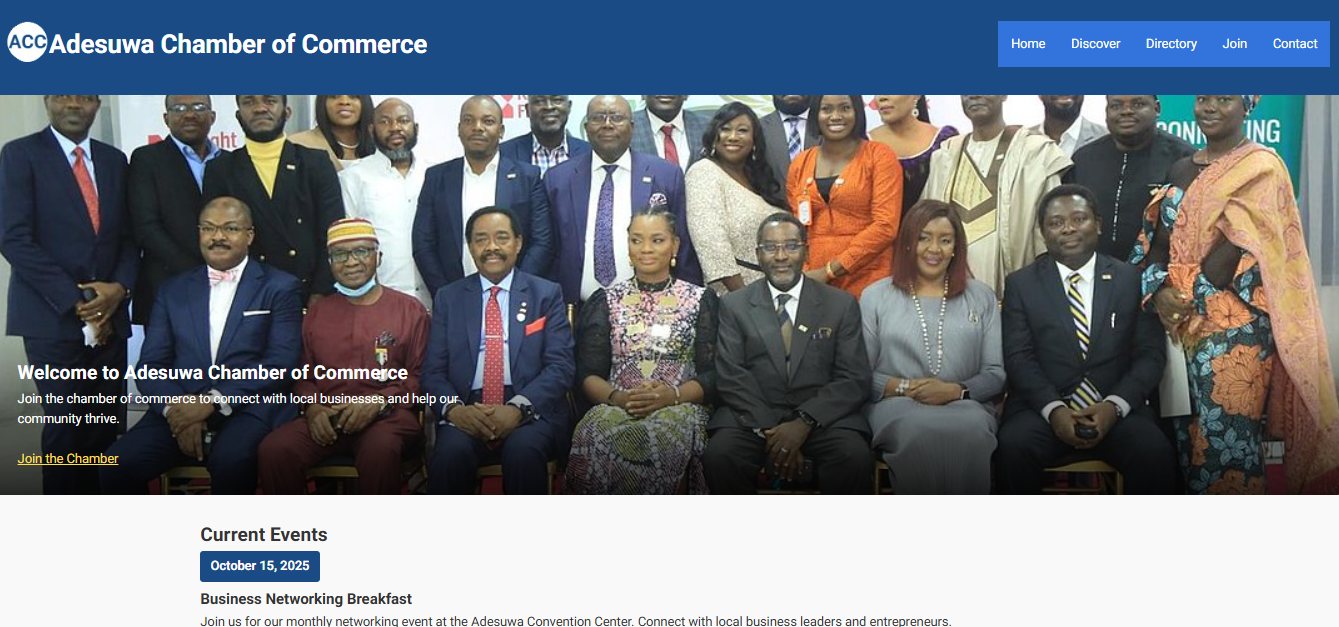 ACC Adesuwa Chamber of Commerce
Home Discover Directory Join Contact
ght
F
CONN
NG
Welcome to Adesuwa Chamber of Commerce
Join the chamber of commerce to connect with local businesses and help our
community thrive.
Join the Chamber
Current Events
October 15, 2025
Business Networking Breakfast
Join us for our monthly networking event at the Adesuwa Convention Center. Connect with local business leaders and entrepreneurs.